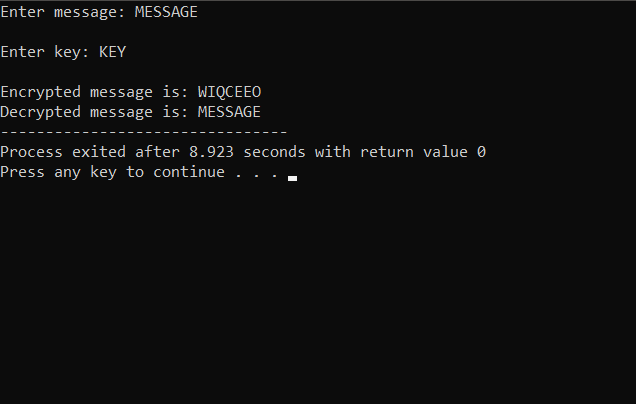 Enter message: MESSAGE
Enter key: KEY
Encrypted message is: WIQCEEO
Decrypted message is: MESSAGE
--------------------------------
Process exited after 8.923 seconds with return value 0
Press any key to continue . . .